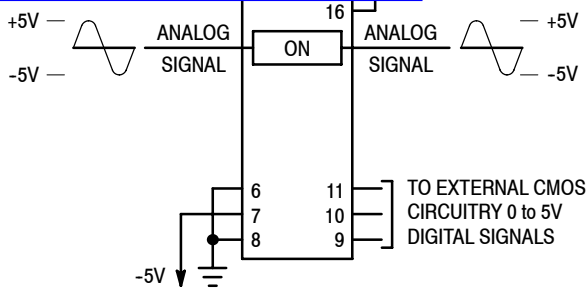 16
+5V
ANALOG
ANALOG
+5V
ON
-5V
SIGNAL
SIGNAL
-5V
6
11
TO EXTERNAL CMOS
7
10
CIRCUITRY 0 to 5V
8
9
DIGITAL SIGNALS
-5V